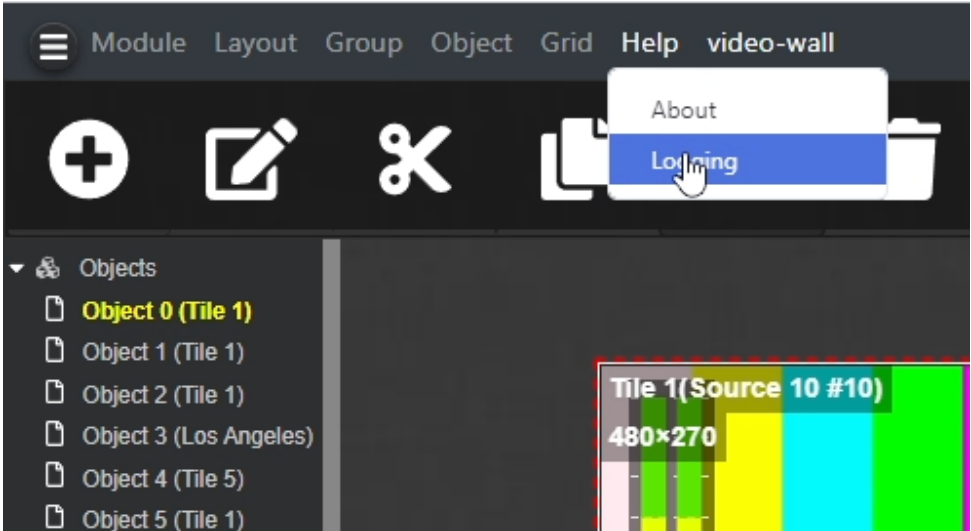 Module Layout Group Object Grid Help video-wall
About
Logging
Objects
Object 0 (Tile 1)
Object 1 (Tile 1)
Object 2 (Tile 1)
Object 3 (Los Angeles)
Object 4 (Tile 5)
Object 5 (Tile 1)
Tile 1(Source 10 #10)
480×270